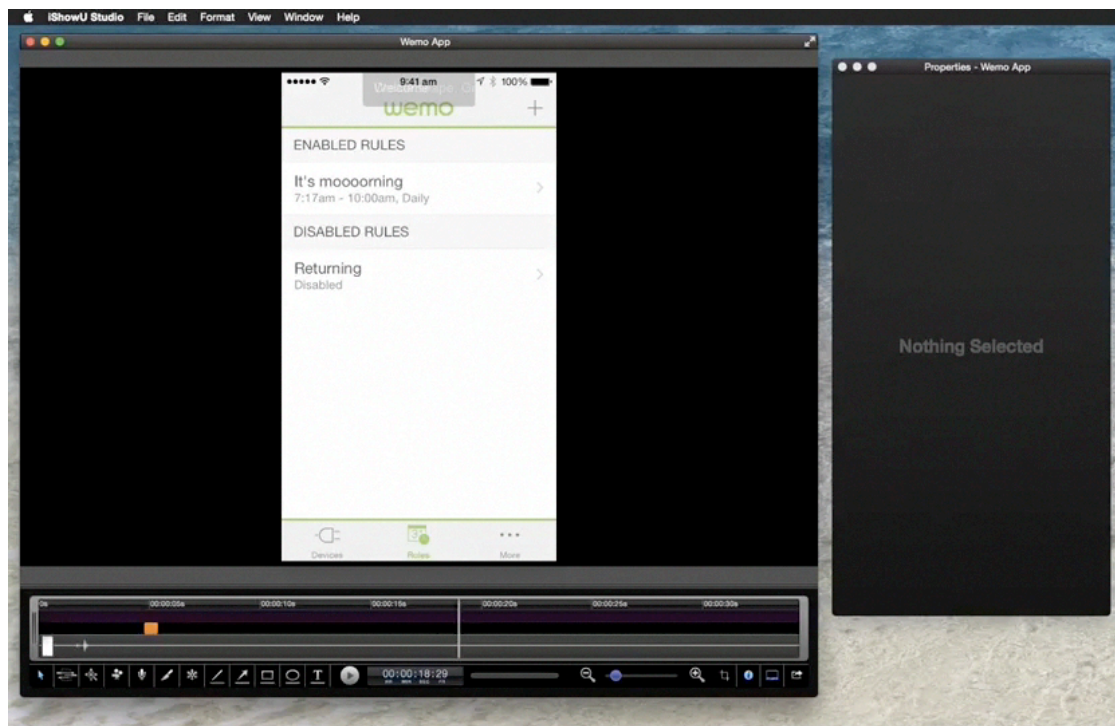 iShowU Studio File Edit Format View Window Help
Wemo App
Properties - Wemo App
9:41 am 100%
Welcome
wemo
ENABLED RULES
It's moooorning
7:17am - 10:00am, Daily
DISABLED RULES
Returning
Disabled
Nothing Selected
Devices Rules More
0s 00:00:05s 00:00:10s 00:00:15s 00:00:20s 00:00:25s 00:00:30s
T 00:00:18:29